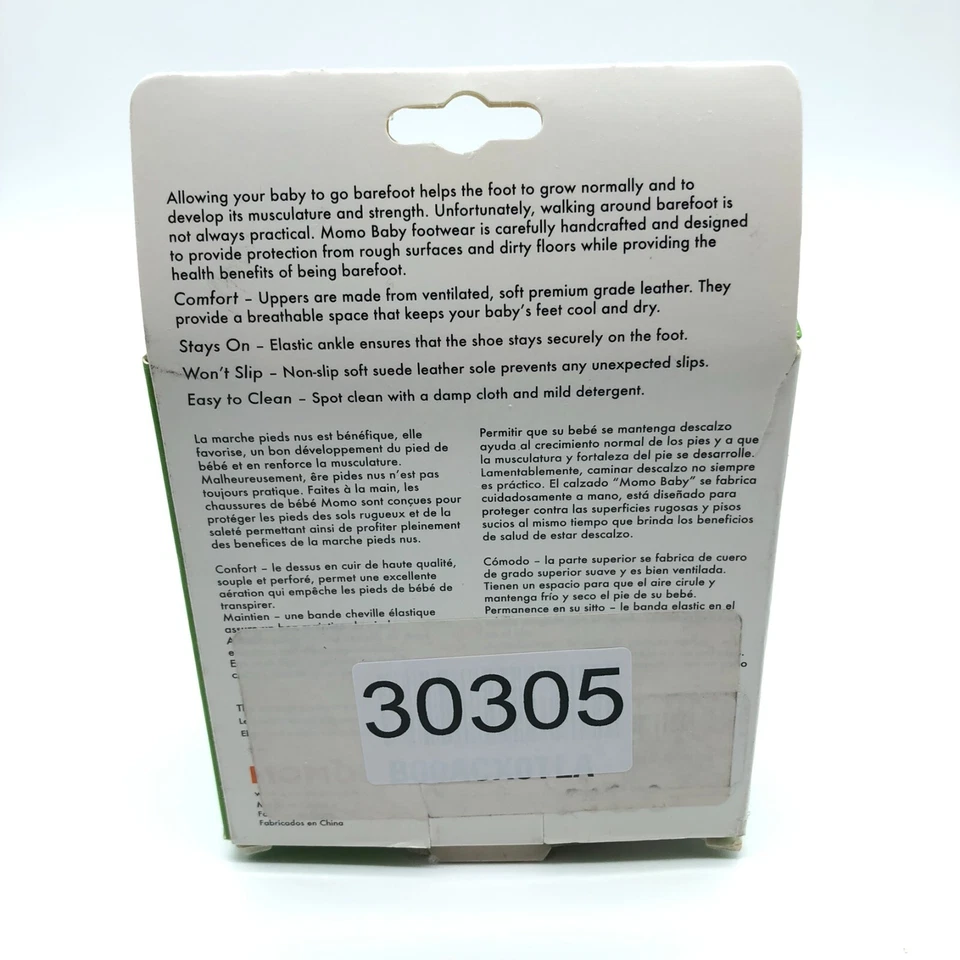 Allowing your baby to go barefoot helps the foot to grow normally and to
develop its musculature and strength. Unfortunately, walking around barefoot is
not always practical. Momo Baby footwear is carefully handcrafted and designed
to provide protection from rough surfaces and dirty floors while providing the
health benefits of being barefoot.
Comfort – Uppers are made from ventilated, soft premium grade leather. They
provide a breathable space that keeps your baby's feet cool and dry.
Stays On – Elastic ankle ensures that the shoe stays securely on the foot.
Won't Slip – Non-slip soft suede leather sole prevents any unexpected slips.
Easy to Clean – Spot clean with a damp cloth and mild detergent.
La marche pieds nus est bénéfique, elle
favorise, un bon développement du pied de
bébé et en renforce la musculature.
Malheureusement, êre pides nus n'est pas
toujours pratique. Faites à la main, les
chaussures de bébé Momo sont conçues pour
protéger les pieds des sols rugueux et de la
saleté permettant ainsi de profiter pleinement
des benefices de la marche pieds nus.
Confort – le dessus en cuir de haute qualité,
souple et perforé, permet une excellente
aération qui empêche les pieds de bébé de
transpirer.
Maintien – une bande cheville élastique
Permitir que su bebé se mantenga descalzo
ayuda al crecimiento normal de los pies y a que
la musculatura y fortaleza del pie se desarrolle.
Lamentablemente, caminar descalzo no siempre
es práctico. El calzado "Momo Baby" se fabrica
cuidadosamente a mano, está diseñado para
proteger contra las superficies rugosas y pisos
sucios al mismo tiempo que brinda los beneficios
de salud de estar descalzo.
Cómodo – la parte superior se fabrica de cuero
de grado superior suave y es bien ventilada.
Tienen un espacio para que el aire cirule y
mantenga frío y seco el pie de su bebé.
Permanence en su sitto – le banda elastic en el
30305
Fabricados en China